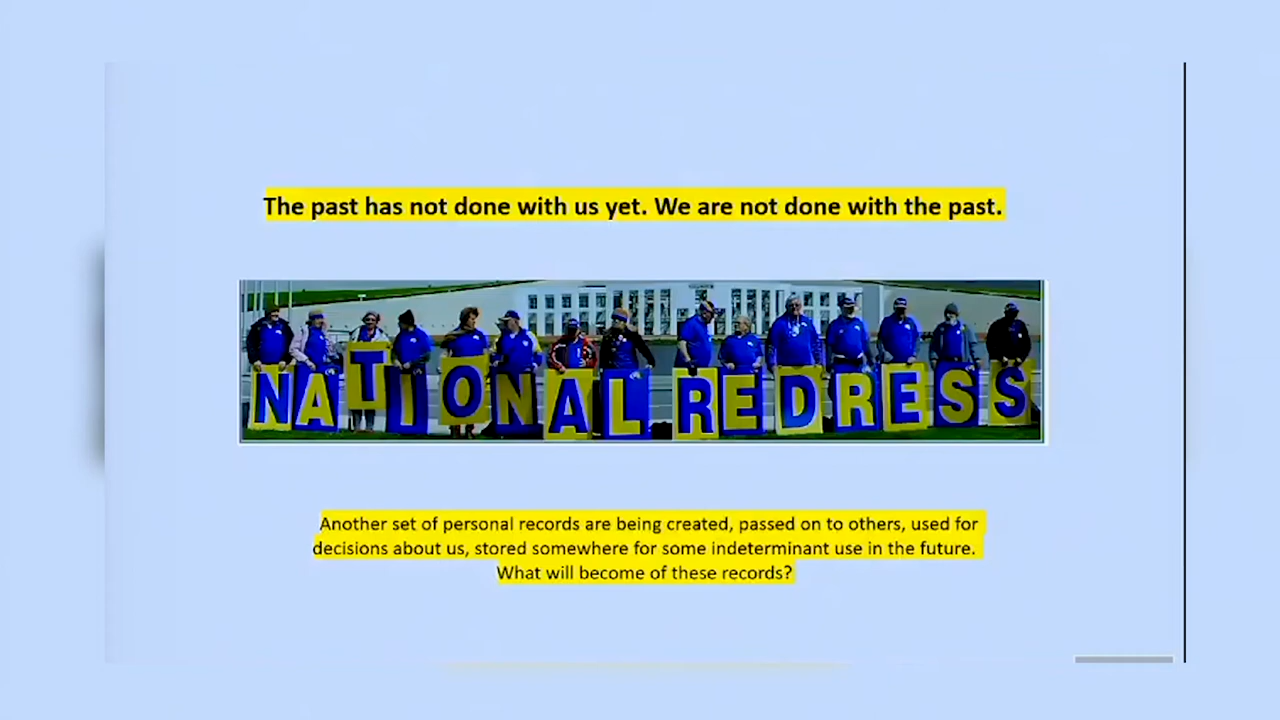 The past has not done with us yet. We are not done with the past.
NATIONAL REDRESS
Another set of personal records are being created, passed on to others, used for
decisions about us, stored somewhere for some indeterminant use in the future.
What will become of these records?